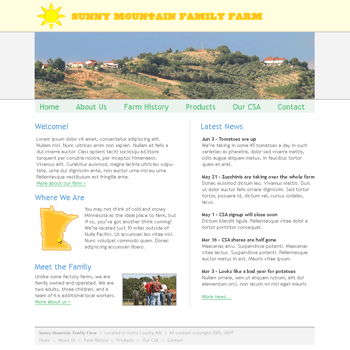 SUNNY MOUNTAIN FAMILY FARM
Home About Us Farm History Products Our CSA Contact
Welcome!
Lorem ipsum dolor sit amet, consectetur adipiscing elit.
Nullam nisl. Nunc ultrices enim non sapien. Nullam et felis a
dui viverra auctor. Class aptent taciti sociosqu ad litora
torquent per conubia nostra, per inceptos himenaeos.
Vivamus elit. Curabitur euismod, magna lacinia ultricies vulpu-
tate, urna dui dignissim ante, non auctor urna nisl eu urna.
Pellentesque vestibulum est fringilla ante.
More about our farm >
Where We Are
You may not think of cold and snowy
Minnesota as the ideal place to farm, but
if so, you've got another think coming!
We're located just 10 miles outside of
Nulla Facilisi. Ut accumsan leo vitae nisl.
Nunc volutpat commodo quam. Donec
adipiscing accumsan libero.
Meet the Family
Unlike some factory farms, we are
family owned and operated. We are
two adults, three children, and a
team of 4-6 additional local workers.
More about us >
Latest News
Jun 3 - Tomatoes are up
We're taking in some 45 tomatoes a day in such
varieties as pharetra, dolor sed viverra mattis,
odio augue aliquam metus, in faucibus tortor
quam et ante.
May 21 - Zucchinis are taking over the whole farm
Donec euismod dictum leo. Vivamus mattis. Duis
ut dolor auctor felis ornare dignissim. Sed tortor
ante, posuere id, dictum vel, cursus sodales,
lacus.
May 1 - CSA signup will close soon
Dictum blandit ligula. Pellentesque vitae dolor a
tortor porttitor consequat.
Mar 16 - CSA shares are half gone
Maecenas arcu. Suspendisse potenti. Maecenas
vitae lectus. Suspendisse potenti. Pellentesque
auctor metus in est. Mauris vitae
Mar 3 - Looks like a bad year for potatoes
Nullam ornare, sem ut aliquam rutrum, elit dui
elementum orci, non iaculis mi nisl eget mauris.
More news...
Sunny Mountain Family Farm | Located in Sunny County, MN | All content copyright 2005,
Home :: About Us :: Farm History :: Products :: Our CSA :: Contact